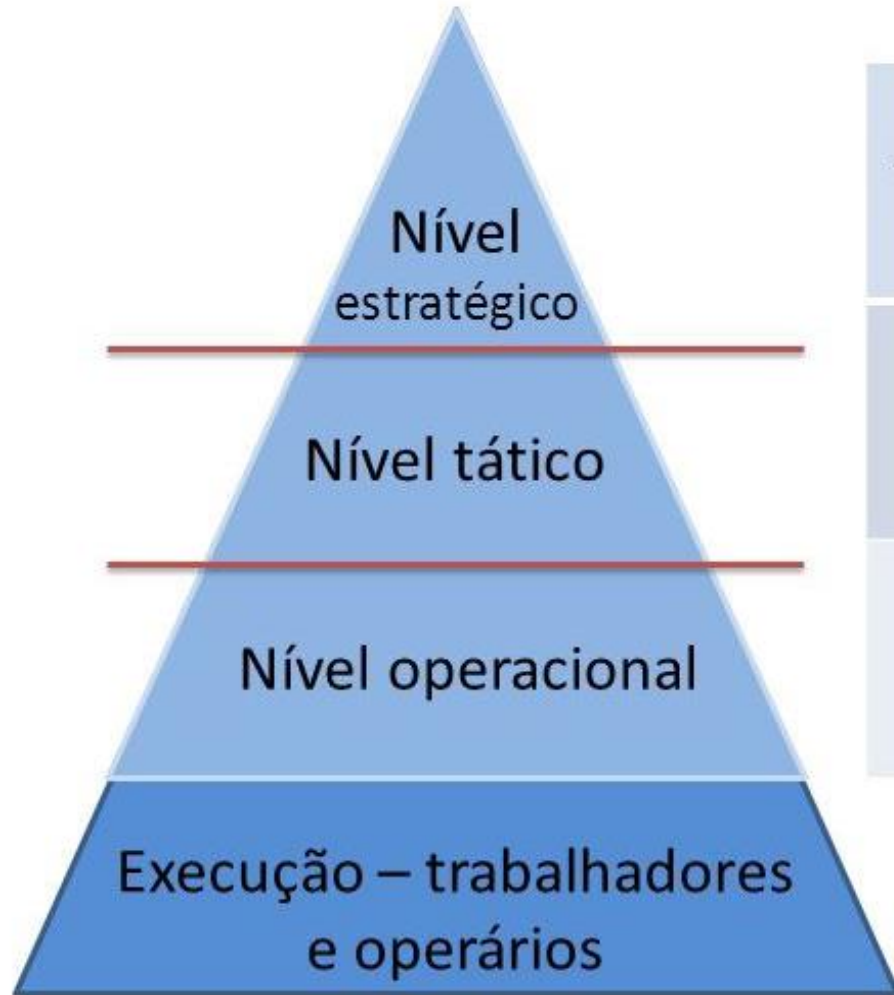 Nível
estratégico
Nível tático
Nível operacional
Execução – trabalhadores
e operários